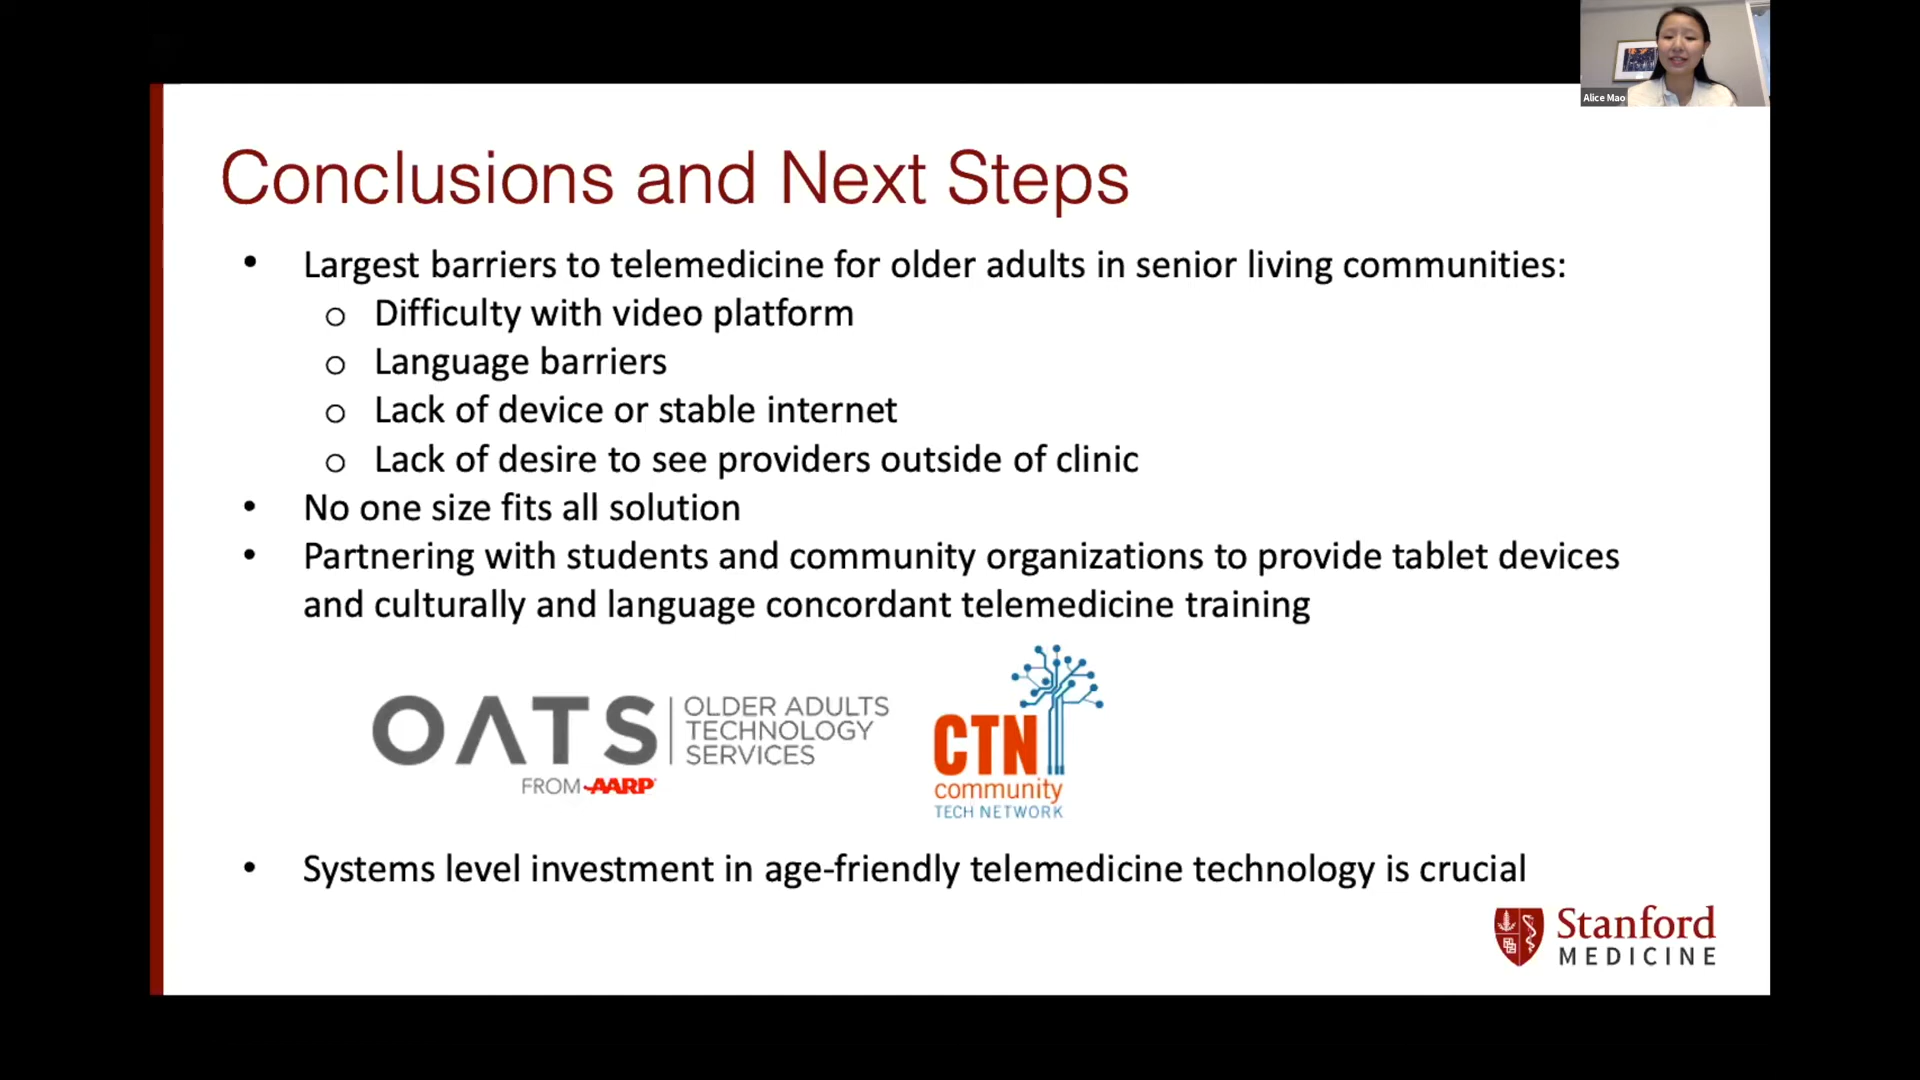 Alice Mao
Conclusions and Next Steps
• Largest barriers to telemedicine for older adults in senior living communities:
o Difficulty with video platform
o Language barriers
o Lack of device or stable internet
o Lack of desire to see providers outside of clinic
• No one size fits all solution
• Partnering with students and community organizations to provide tablet devices
and culturally and language concordant telemedicine training
OATS
OLDER ADULTS
TECHNOLOGY
SERVICES
FROM AARP
CTN
community
TECH NETWORK
• Systems level investment in age-friendly telemedicine technology is crucial
Stanford
MEDICINE